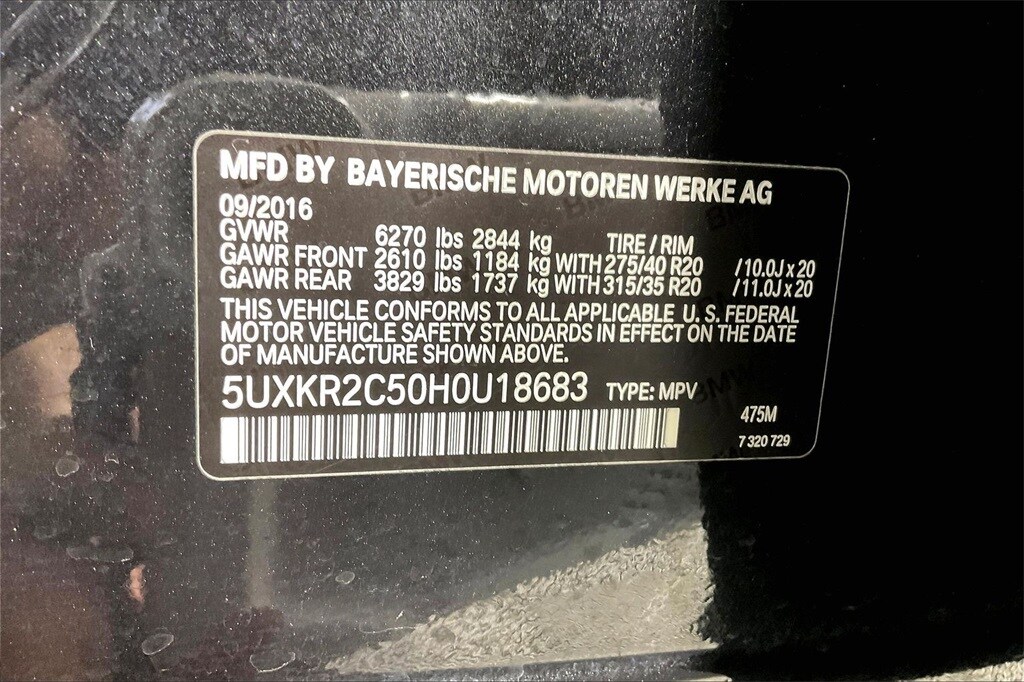 MFD BY BAYERISCHE MOTOREN WERKE AG
09/2016
GVWR 6270 lbs 2844 kg TIRE / RIM
GAWR FRONT 2610 lbs 1184 kg WITH 275/40 R20 /10.0J x 20
GAWR REAR 3829 lbs 1737 kg WITH 315/35 R20 /11.0J x 20
THIS VEHICLE CONFORMS TO ALL APPLICABLE U. S. FEDERAL
MOTOR VEHICLE SAFETY STANDARDS IN EFFECT ON THE DATE
OF MANUFACTURE SHOWN ABOVE.
5UXKR2C50H0U18683 TYPE: MPV
475M
7 320 729